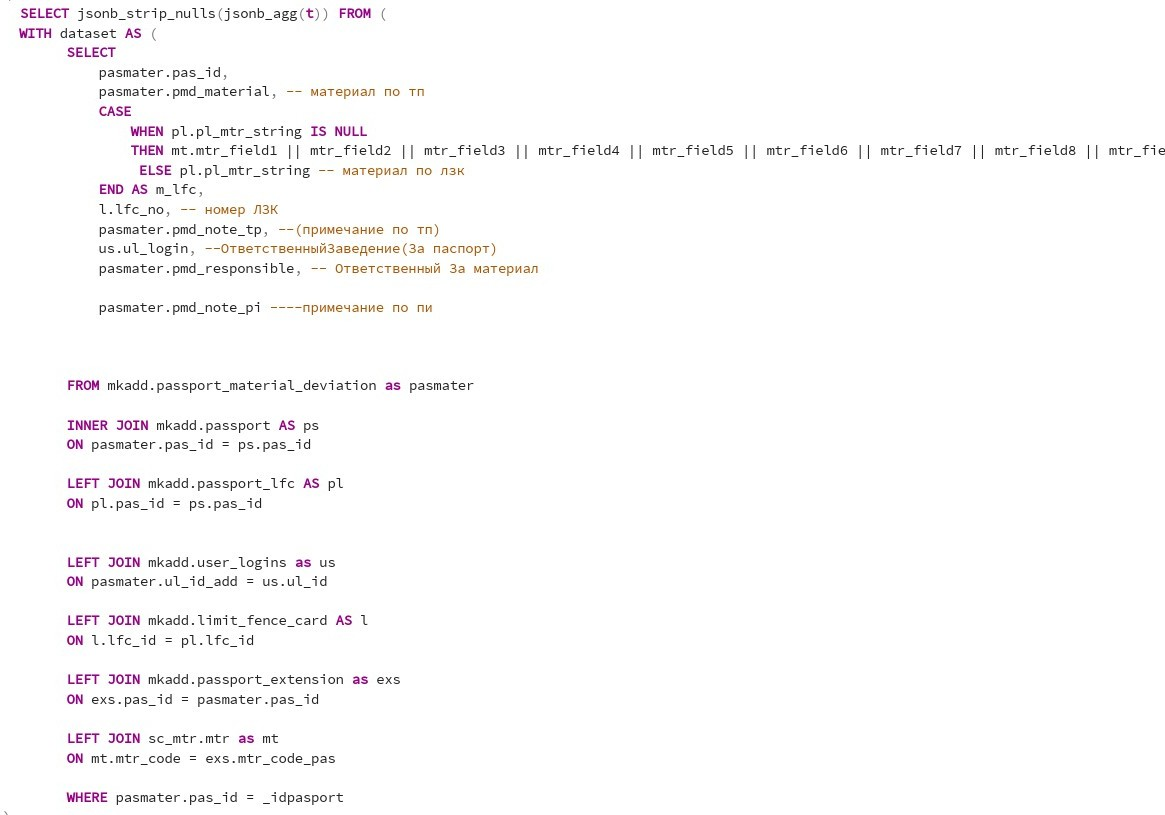 SELECT jsonb_strip_nulls(jsonb_agg(t)) FROM (
WITH dataset AS (
SELECT
pasmater.pas_id,
pasmater.pmd_material, -- материал по тп
CASE
WHEN pl.pl_mtr_string IS NULL
THEN mt.mtr_field1 || mtr_field2 || mtr_field3 || mtr_field4 || mtr_field5 || mtr_field6 || mtr_field7 || mtr_field8 || mtr_fie
ELSE pl.pl_mtr_string -- материал по лзк
END AS m_lfc,
l.lfc_no, -- номер ЛЗК
pasmater.pmd_note_tp, --(примечание по тп)
us.ul_login, --ОтветственныйЗаведение(За паспорт)
pasmater.pmd_responsible, -- Ответственный За материал
pasmater.pmd_note_pi ----примечание по пи
FROM mkadd.passport_material_deviation as pasmater
INNER JOIN mkadd.passport AS ps
ON pasmater.pas_id = ps.pas_id
LEFT JOIN mkadd.passport_lfc AS pl
ON pl.pas_id = ps.pas_id
LEFT JOIN mkadd.user_logins as us
ON pasmater.ul_id_add = us.ul_id
LEFT JOIN mkadd.limit_fence_card AS l
ON l.lfc_id = pl.lfc_id
LEFT JOIN mkadd.passport_extension as exs
ON exs.pas_id = pasmater.pas_id
LEFT JOIN sc_mtr.mtr as mt
ON mt.mtr_code = exs.mtr_code_pas
WHERE pasmater.pas_id = _idpasport